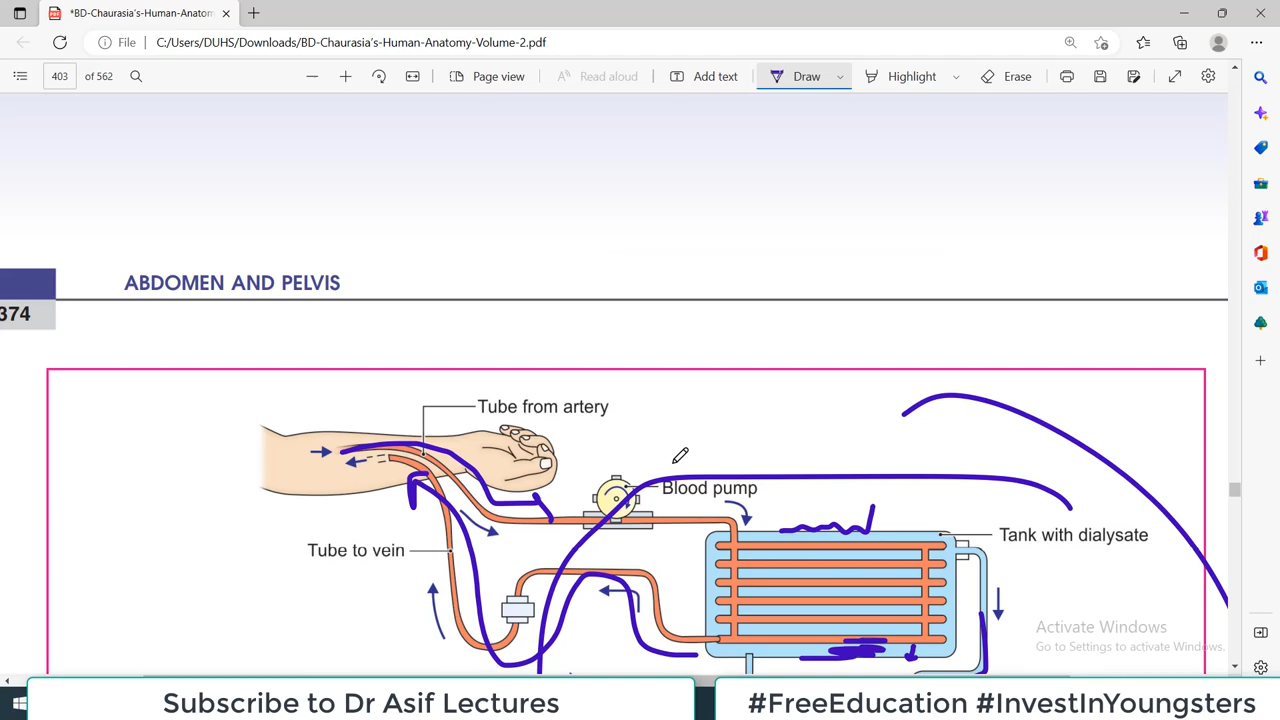 *BD-Chaurasia's-Human-Anatom
File
C:/Users/DUHS/Downloads/BD-Chaurasia's-Human-Anatomy-Volume-2.pdf
403
of 562
Page view
Read aloud
Add text
Draw
Highlight
Erase
ABDOMEN AND PELVIS
374
Tube from artery
Blood pump
Tank with dialysate
Tube to vein
Activate Windows
Go to Settings to activate Windows.
Subscribe to Dr Asif Lectures
#FreeEducation #InvestInYoungsters